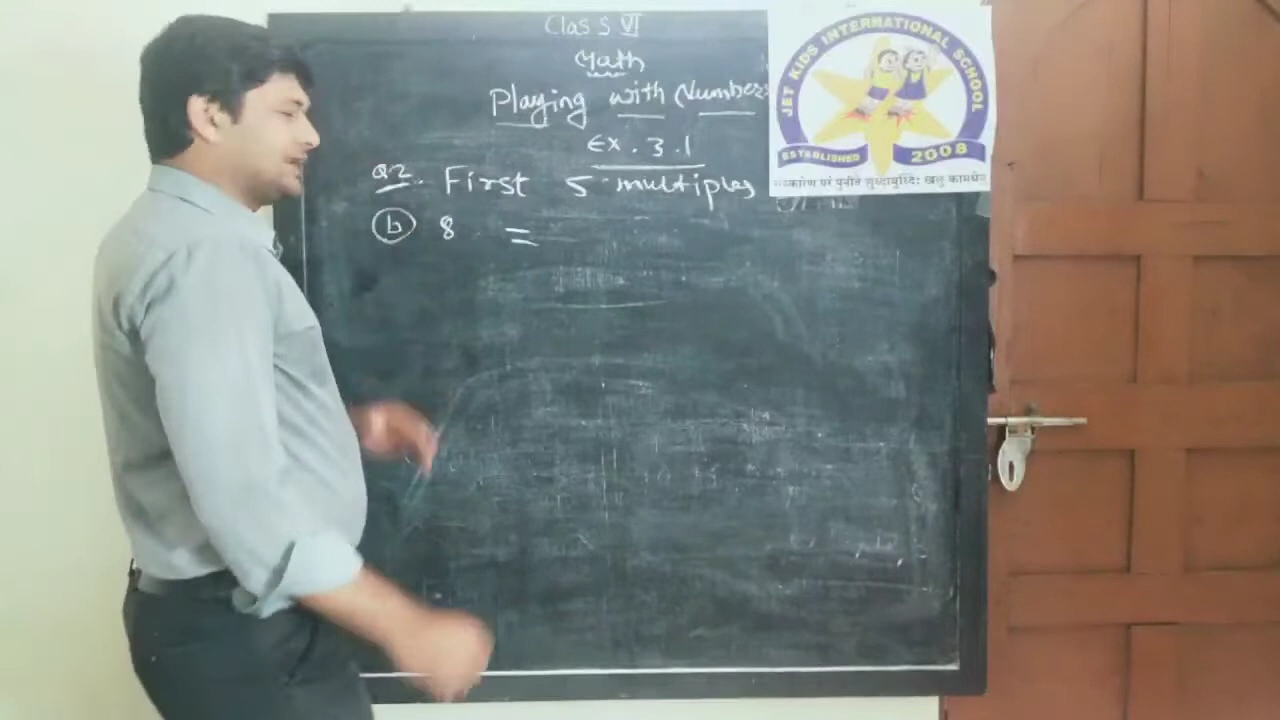 Class VI
Math
Playing with Numbers
Ex. 3.1
Q2. First 5 multiples
(b) 8 =
JET KIDS INTERNATIONAL SCHOOL
ESTABLISHED 2008